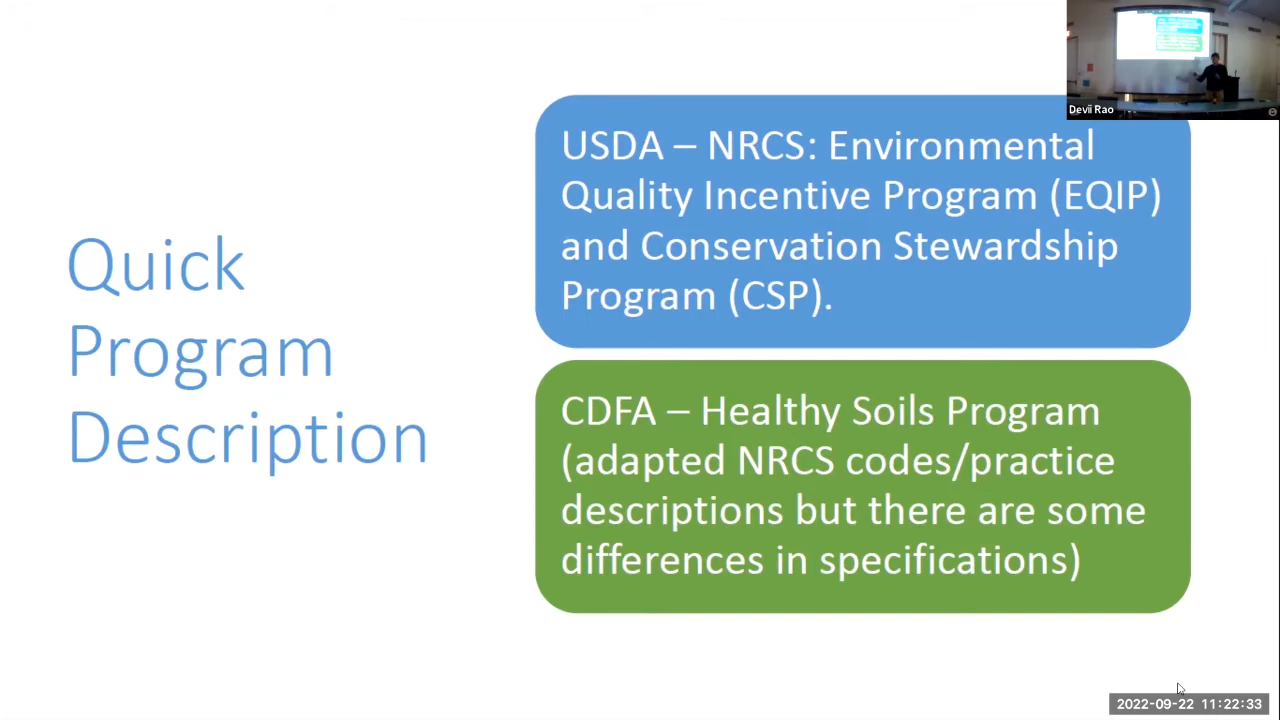 Quick
Program
Description
USDA – NRCS: Environmental
Quality Incentive Program (EQIP)
and Conservation Stewardship
Program (CSP).
CDFA – Healthy Soils Program
(adapted NRCS codes/practice
descriptions but there are some
differences in specifications)
Devii Rao
2022-09-22 11:22:33